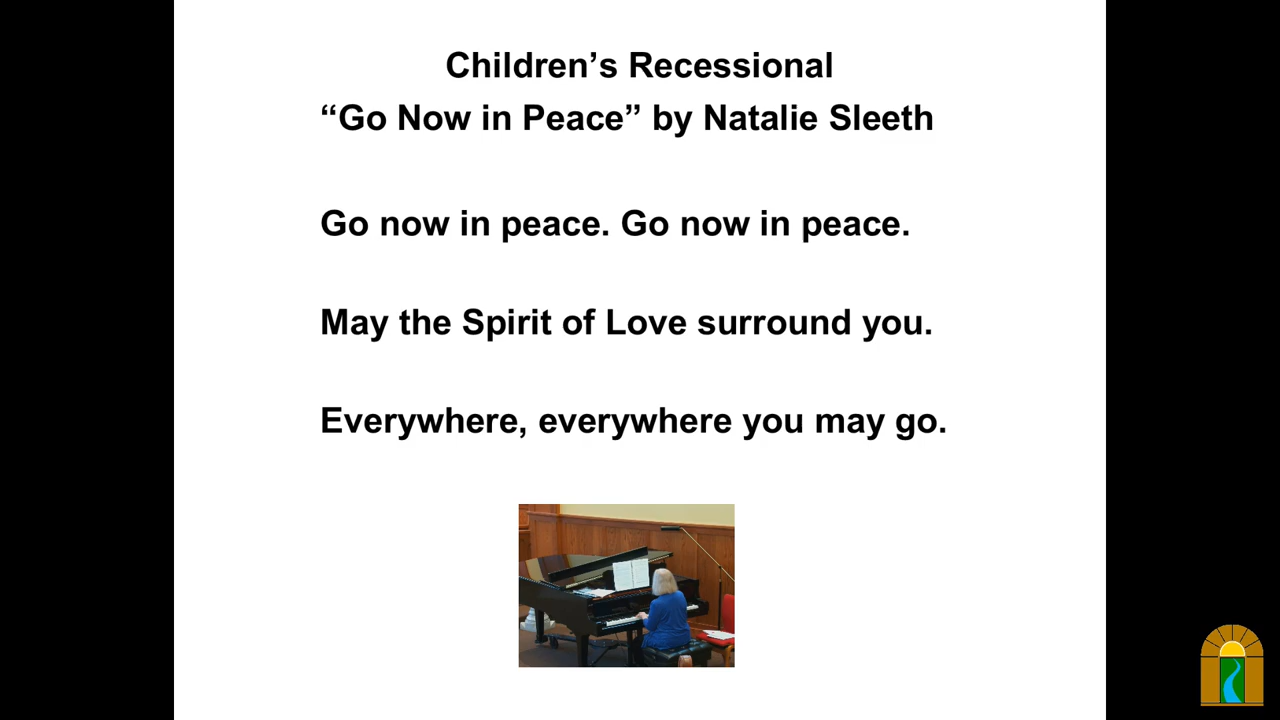 Children’s Recessional
“Go Now in Peace” by Natalie Sleeth
Go now in peace. Go now in peace.
May the Spirit of Love surround you.
Everywhere, everywhere you may go.